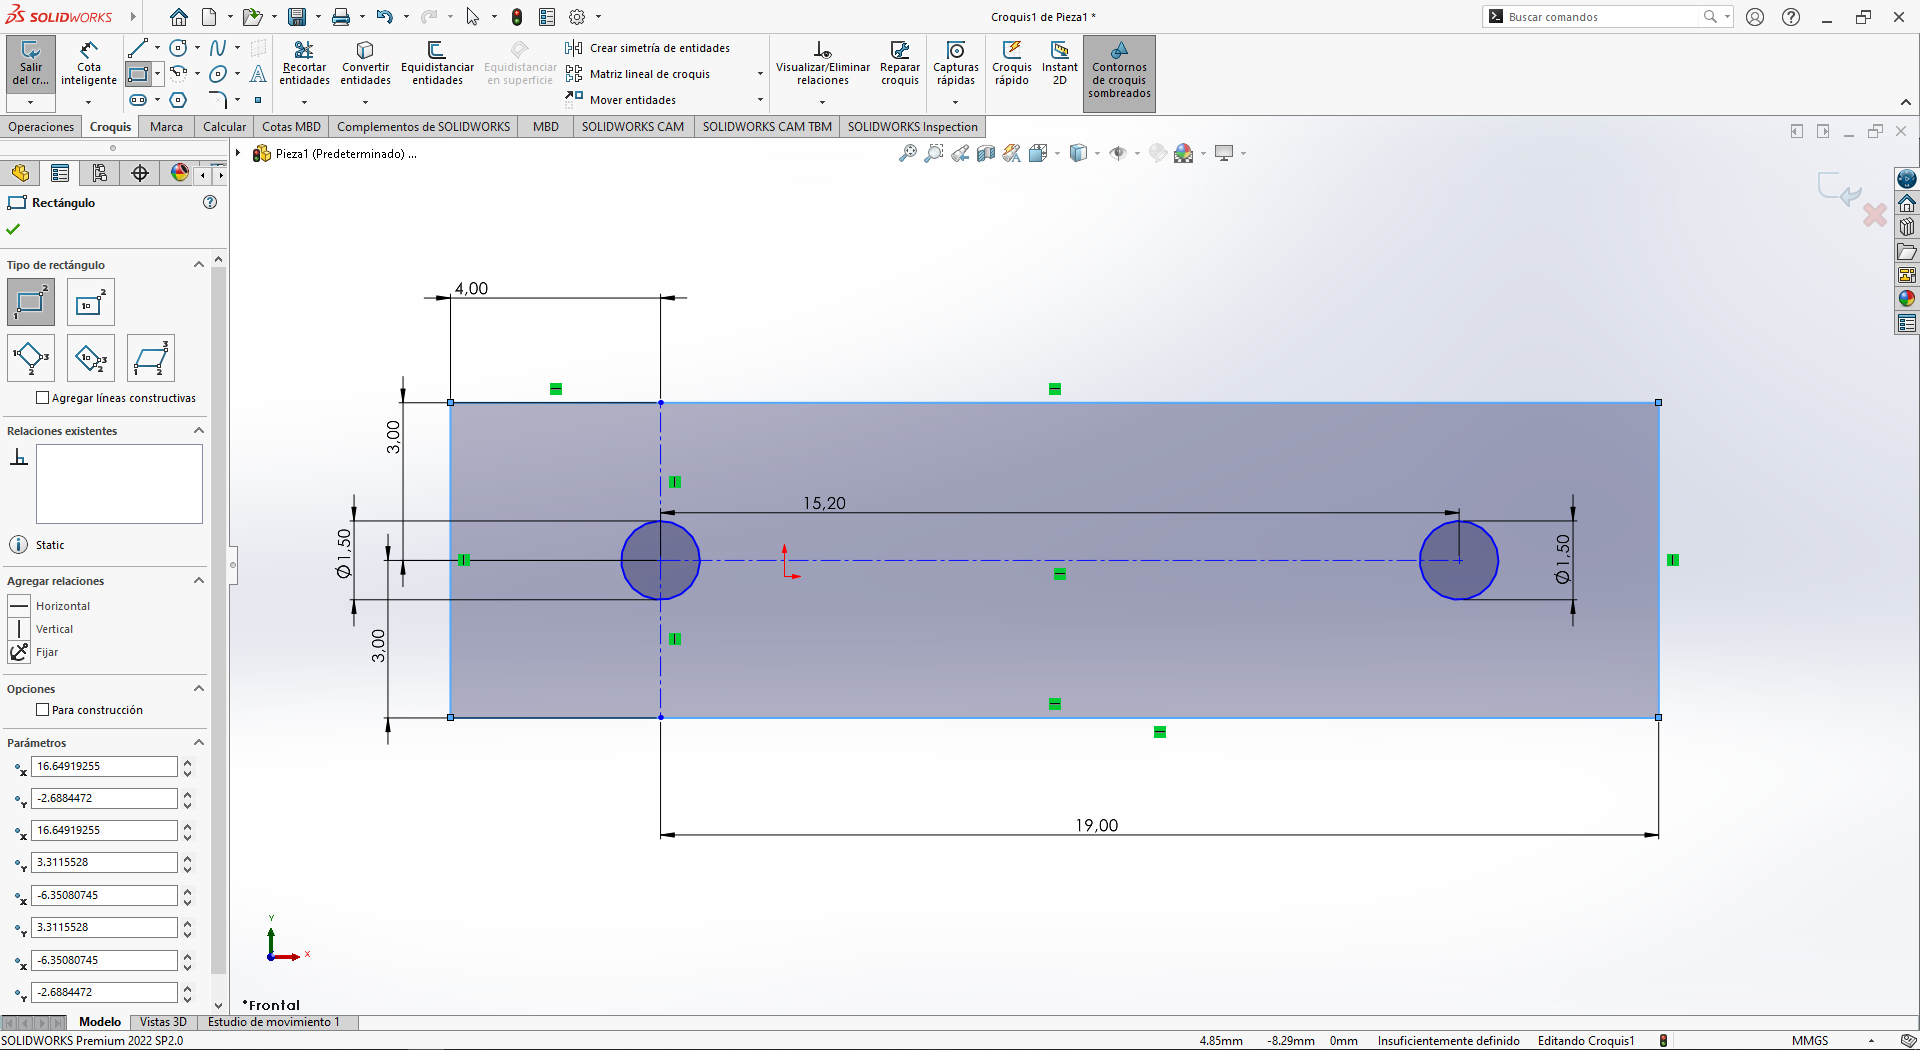 SOLIDWORKS
Croquis1 de Pieza1 *
Buscar comandos
Salir del cr...
Cota inteligente
Recortar entidades
Convertir entidades
Equidistanciar entidades
Equidistanciar en superficie
Crear simetría de entidades
Matriz lineal de croquis
Mover entidades
Visualizar/Eliminar relaciones
Reparar croquis
Capturas rápidas
Croquis rápido
Instant 2D
Contornos de croquis sombreados
Operaciones
Croquis
Marca
Calcular
Cotas MBD
Complementos de SOLIDWORKS
MBD
SOLIDWORKS CAM
SOLIDWORKS CAM TBM
SOLIDWORKS Inspection
Pieza1 (Predeterminado) ...
Rectángulo
Tipo de rectángulo
Agregar líneas constructivas
Relaciones existentes
Static
Agregar relaciones
Horizontal
Vertical
Fijar
Opciones
Para construcción
Parámetros
16.64919255
-2.6884472
16.64919255
3.3115528
-6.35080745
3.3115528
-6.35080745
-2.6884472
4,00
3,00
15,20
Ø1,50
Ø1,50
3,00
19,00
Y
X
*Frontal
Modelo
Vistas 3D
Estudio de movimiento 1
SOLIDWORKS Premium 2022 SP2.0
4.85mm
-8.29mm
0mm
Insuficientemente definido
Editando Croquis1
MMGS